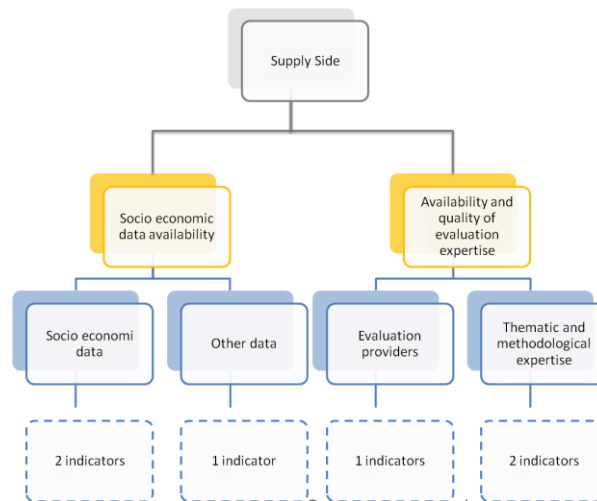 Supply Side
Socio economic
data availability
Availability and
quality of
evaluation
expertise
Socio economi
data
Other data
Evaluation
providers
Thematic and
methodological
expertise
2 indicators
1 indicator
1 indicators
2 indicators